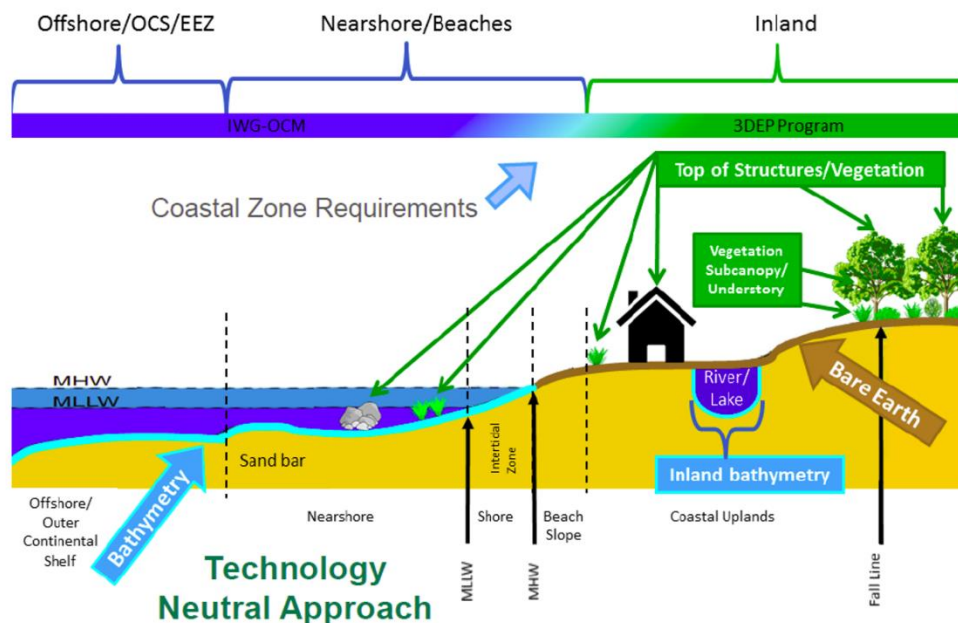 Offshore/OCS/EEZ
Nearshore/Beaches
Inland
IWG-OCM
3DEP Program
Top of Structures/Vegetation
Coastal Zone Requirements
Vegetation
Subcanopy/
Understory
MHW
MLLW
River/
Lake
Bare Earth
Sand bar
Intertidal
Zone
Inland bathymetry
Bathymetry
Offshore/
Outer
Continental
Shelf
Nearshore
Shore
Beach
Slope
Coastal Uplands
MLLW
MHW
Fall Line
Technology
Neutral Approach